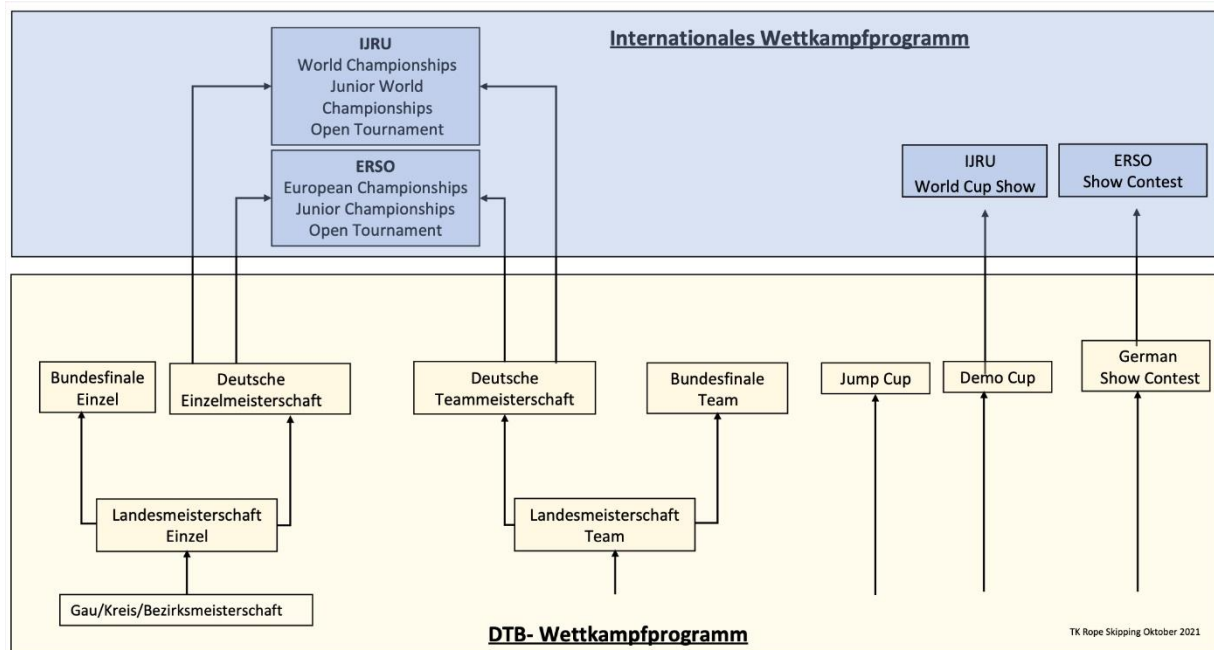 Internationales Wettkampfprogramm
IJRU
World Championships
Junior World
Championships
Open Tournament
ERSO
European Championships
Junior Championships
Open Tournament
IJRU
World Cup Show
ERSO
Show Contest
Bundesfinale
Einzel
Deutsche
Einzelmeisterschaft
Deutsche
Teammeisterschaft
Bundesfinale
Team
Jump Cup
Demo Cup
German
Show Contest
Landesmeisterschaft
Einzel
Landesmeisterschaft
Team
Gau/Kreis/Bezirksmeisterschaft
DTB- Wettkampfprogramm
TK Rope Skipping Oktober 2021